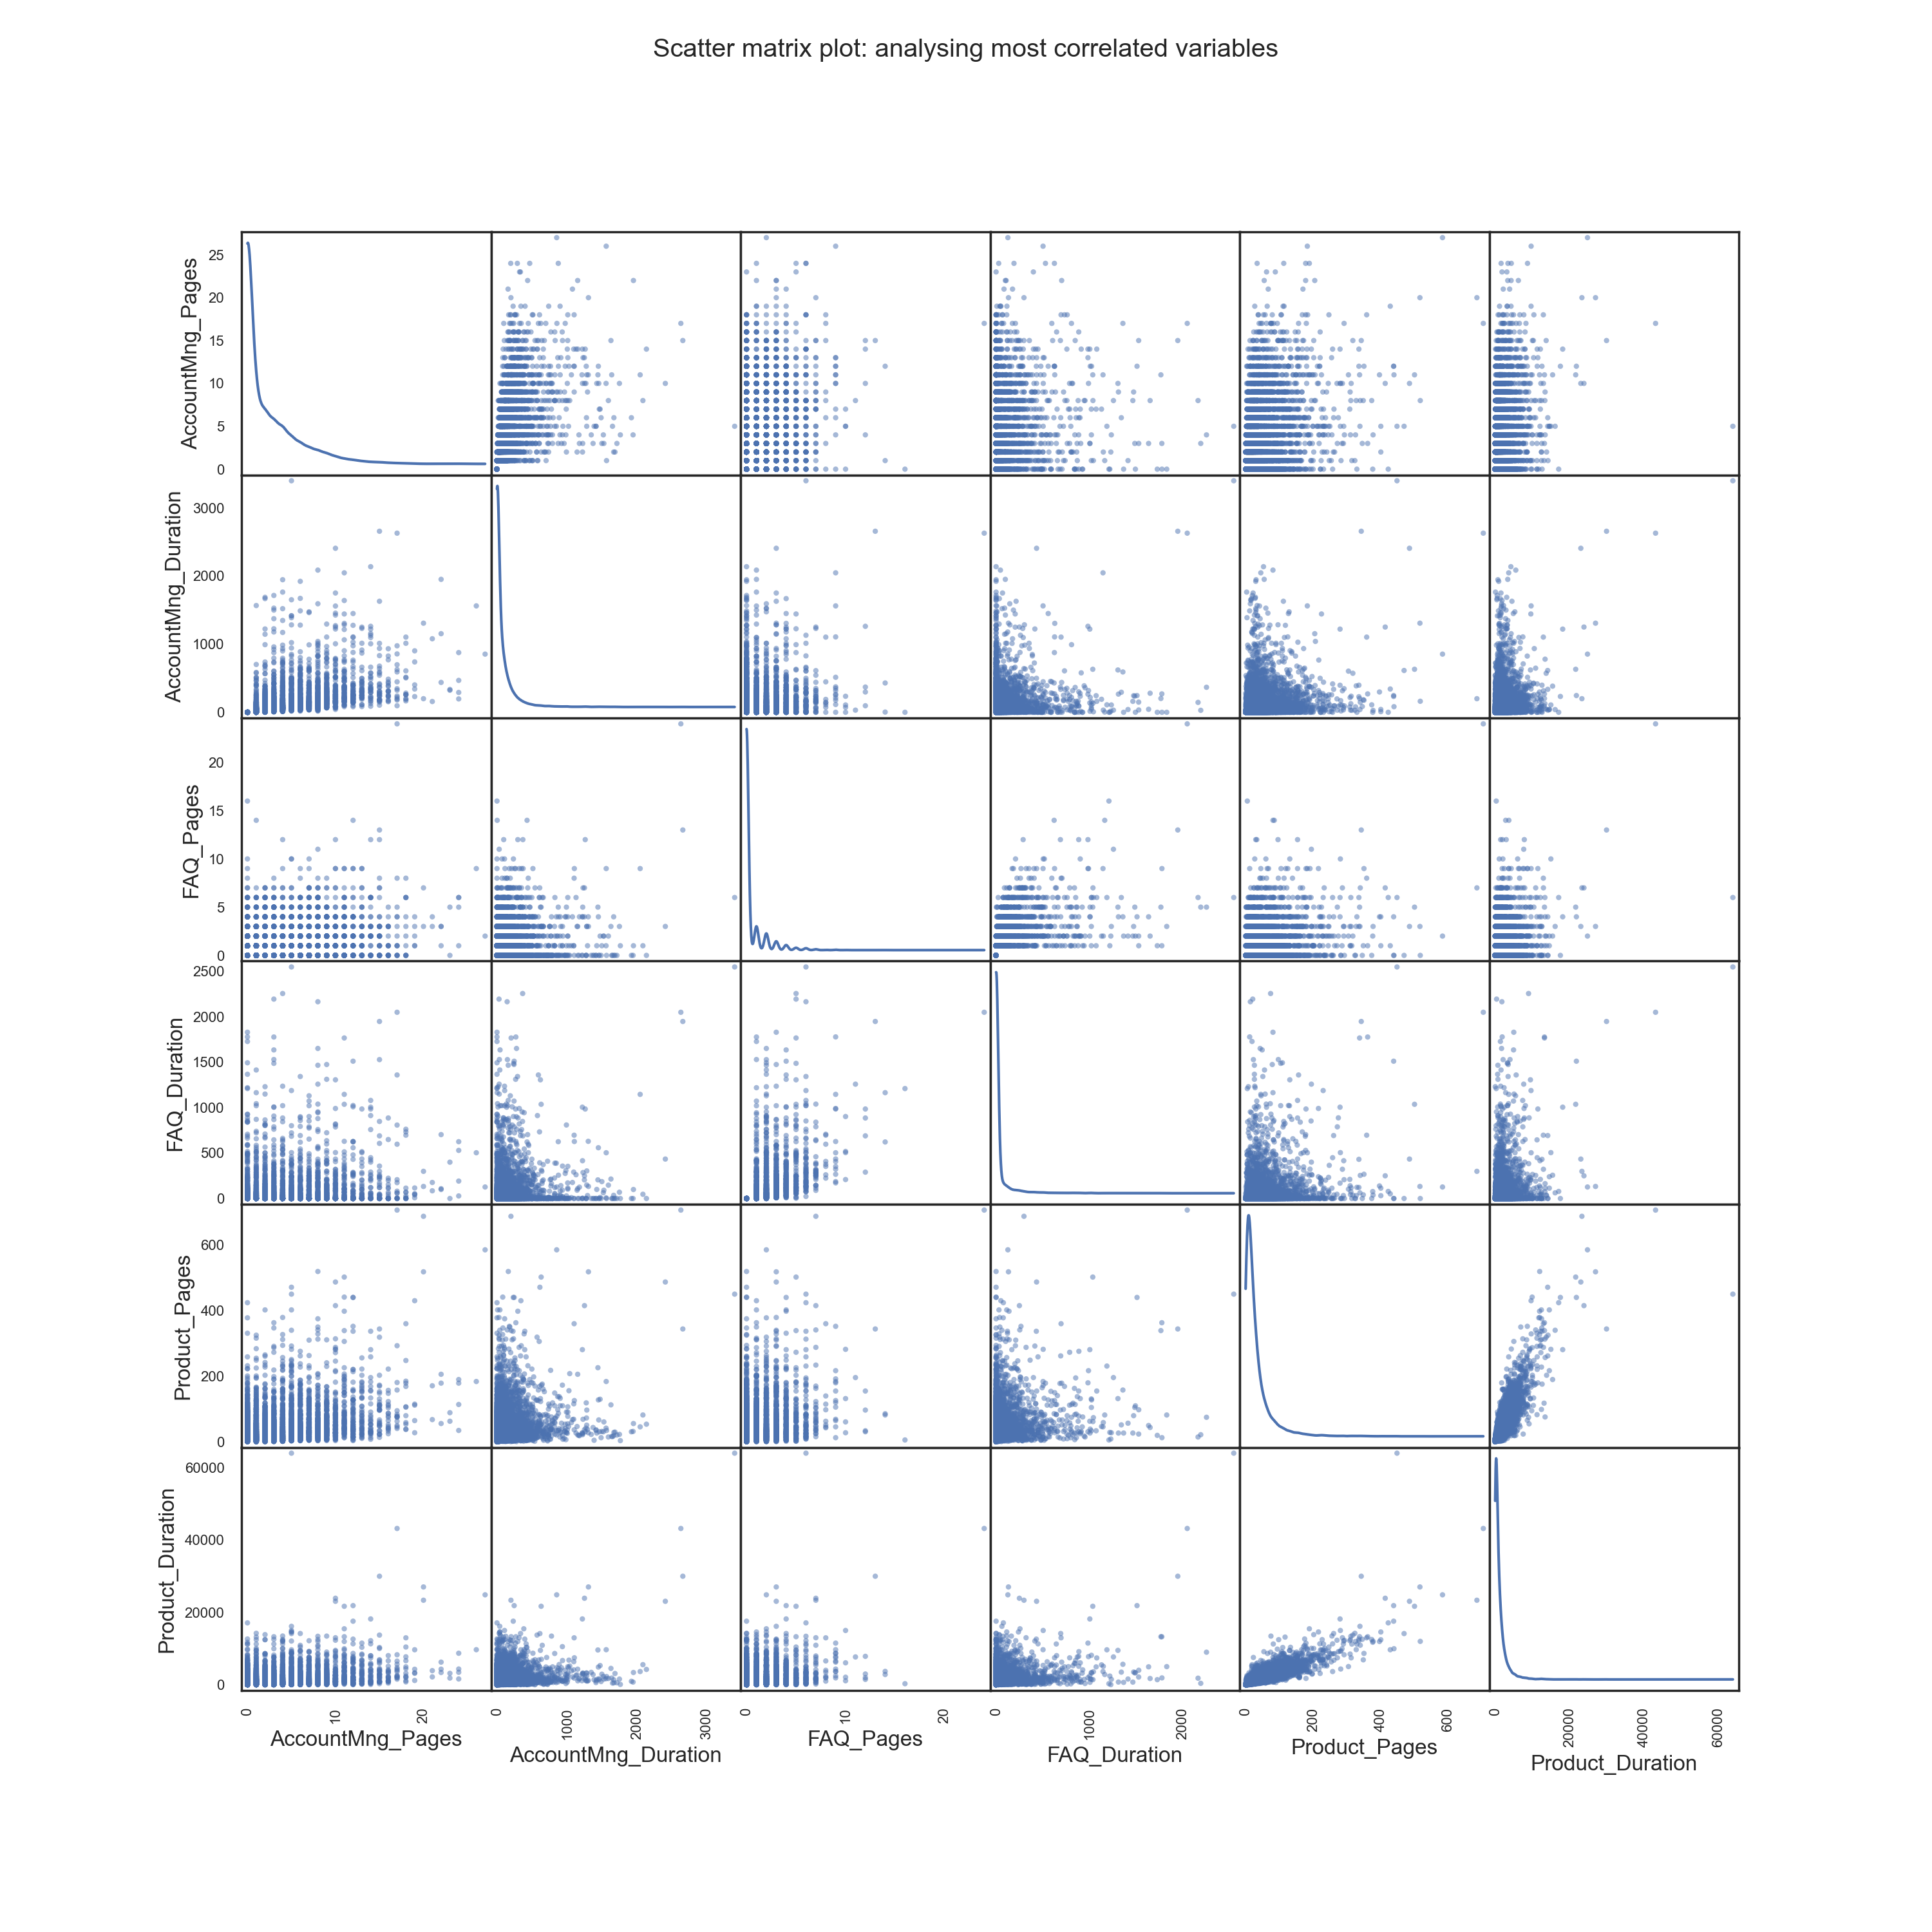 Scatter matrix plot: analysing most correlated variables
AccountMng_Pages
25
20
15
10
5
0
AccountMng_Duration
3000
2000
1000
0
FAQ_Pages
20
15
10
5
0
FAQ_Duration
2500
2000
1500
1000
500
0
Product_Pages
600
400
200
0
Product_Duration
60000
40000
20000
0
0 10 20
AccountMng_Pages
0 1000 2000 3000
AccountMng_Duration
0 10 20
FAQ_Pages
0 1000 2000
FAQ_Duration
0 200 400 600
Product_Pages
0 20000 40000 60000
Product_Duration